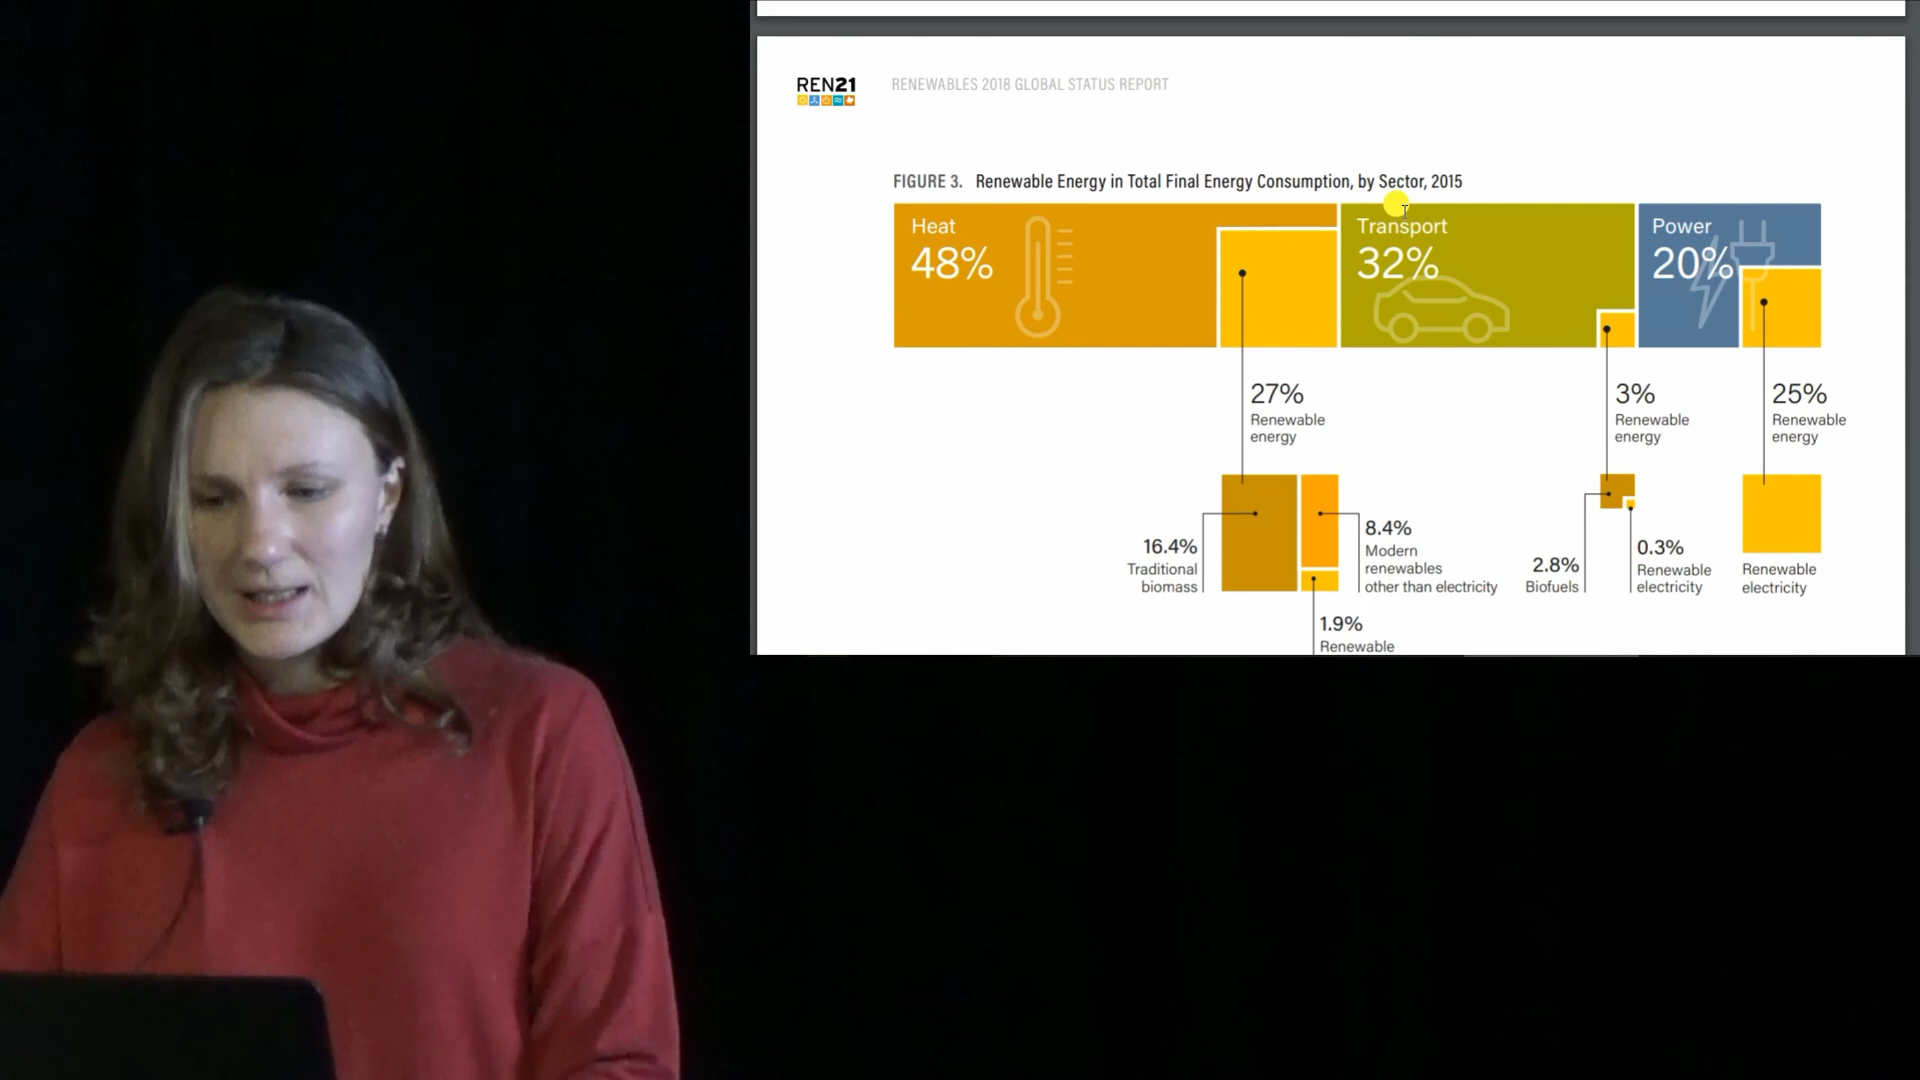 REN21
RENEWABLES 2018 GLOBAL STATUS REPORT
FIGURE 3. Renewable Energy in Total Final Energy Consumption, by Sector, 2015
Heat
48%
Transport
32%
Power
20%
27%
Renewable
energy
3%
Renewable
energy
25%
Renewable
energy
16.4%
Traditional
biomass
8.4%
Modern
renewables
other than electricity
1.9%
Renewable
2.8%
Biofuels
0.3%
Renewable
electricity
Renewable
electricity